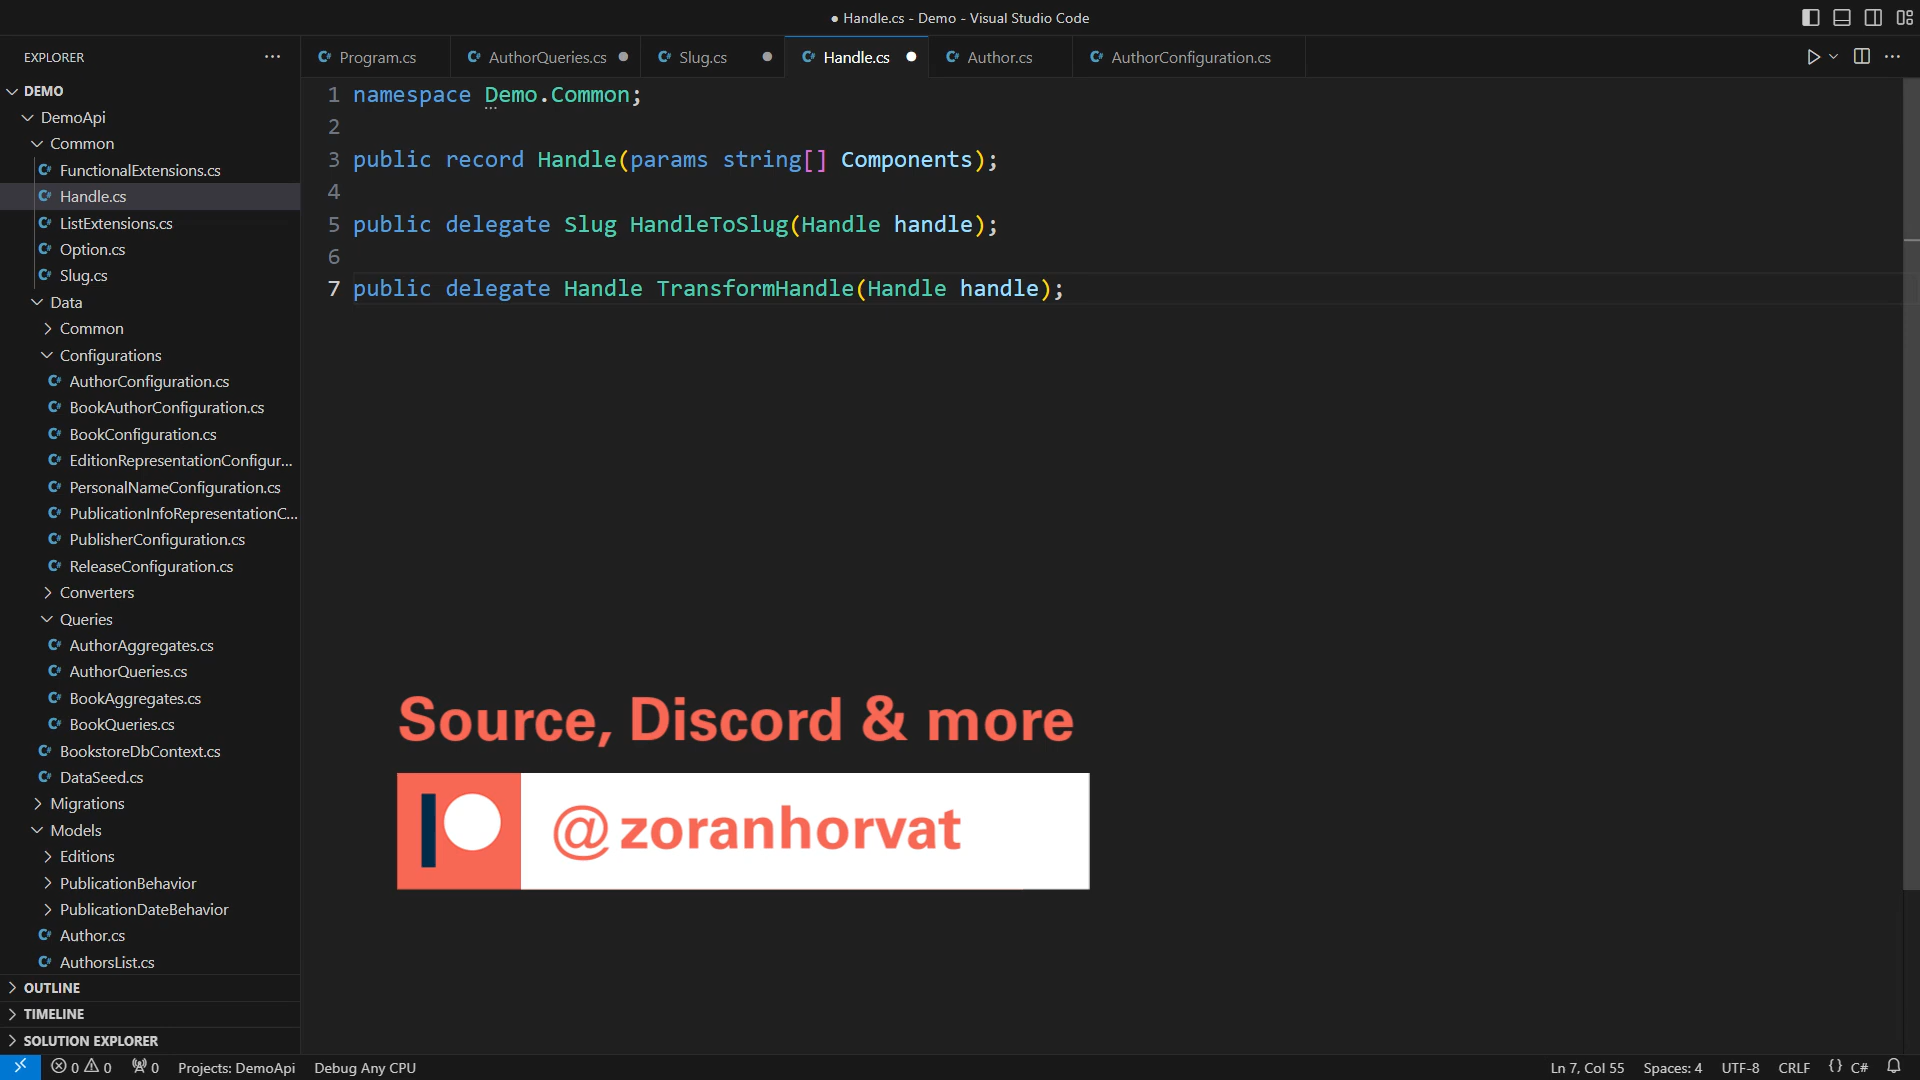 ● Handle.cs - Demo - Visual Studio Code
EXPLORER
Program.cs
AuthorQueries.cs
Slug.cs
Handle.cs
Author.cs
AuthorConfiguration.cs
DEMO
DemoApi
Common
FunctionalExtensions.cs
Handle.cs
ListExtensions.cs
Option.cs
Slug.cs
Data
Common
Configurations
AuthorConfiguration.cs
BookAuthorConfiguration.cs
BookConfiguration.cs
EditionRepresentationConfigur...
PersonalNameConfiguration.cs
PublicationInfoRepresentationC...
PublisherConfiguration.cs
ReleaseConfiguration.cs
Converters
Queries
AuthorAggregates.cs
AuthorQueries.cs
BookAggregates.cs
BookQueries.cs
BookstoreDbContext.cs
DataSeed.cs
Migrations
Models
Editions
PublicationBehavior
PublicationDateBehavior
Author.cs
AuthorsList.cs
OUTLINE
TIMELINE
SOLUTION EXPLORER
1 namespace Demo.Common;
2
3 public record Handle(params string[] Components);
4
5 public delegate Slug HandleToSlug(Handle handle);
6
7 public delegate Handle TransformHandle(Handle handle);
Source, Discord & more
@zoranhorvat
0 0 0 Projects: DemoApi Debug Any CPU Ln 7, Col 55 Spaces: 4 UTF-8 CRLF {} C#